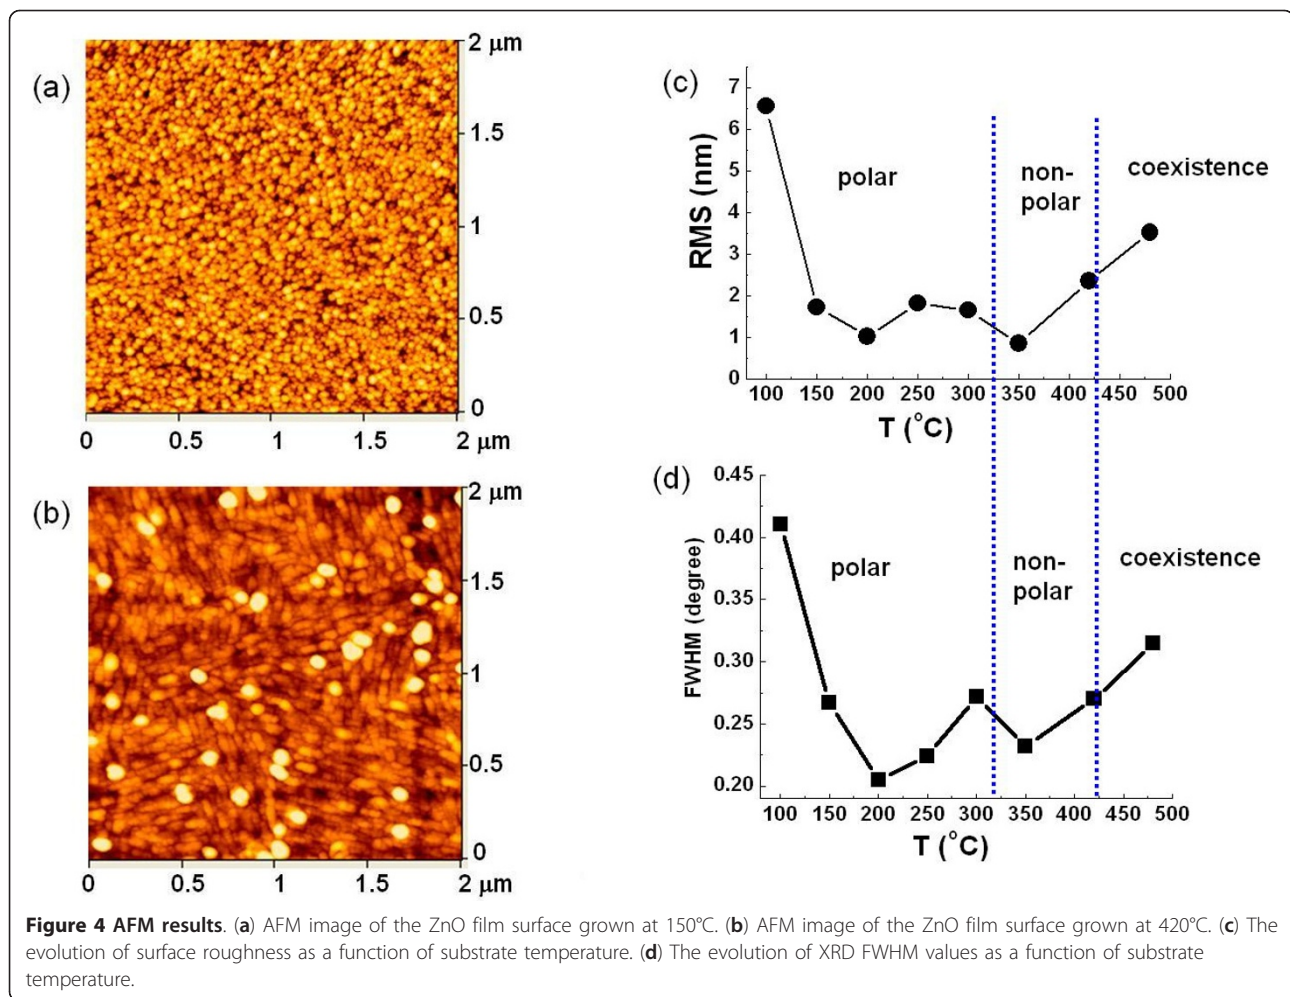 (a)
2 μm
1.5
1
0.5
0
0 0.5 1 1.5 2 μm
(b)
2 μm
1.5
1
0.5
0
0 0.5 1 1.5 2 μm
(c)
RMS (nm)
7
6
5
4
3
2
1
0
polar
non-
polar
coexistence
100 150 200 250 300 350 400 450 500
T (°C)
(d)
FWHM (degree)
0.45
0.40
0.35
0.30
0.25
0.20
polar
non-
polar
coexistence
100 150 200 250 300 350 400 450 500
T (°C)
Figure 4 AFM results. (a) AFM image of the ZnO film surface grown at 150°C. (b) AFM image of the ZnO film surface grown at 420°C. (c) The
evolution of surface roughness as a function of substrate temperature. (d) The evolution of XRD FWHM values as a function of substrate
temperature.